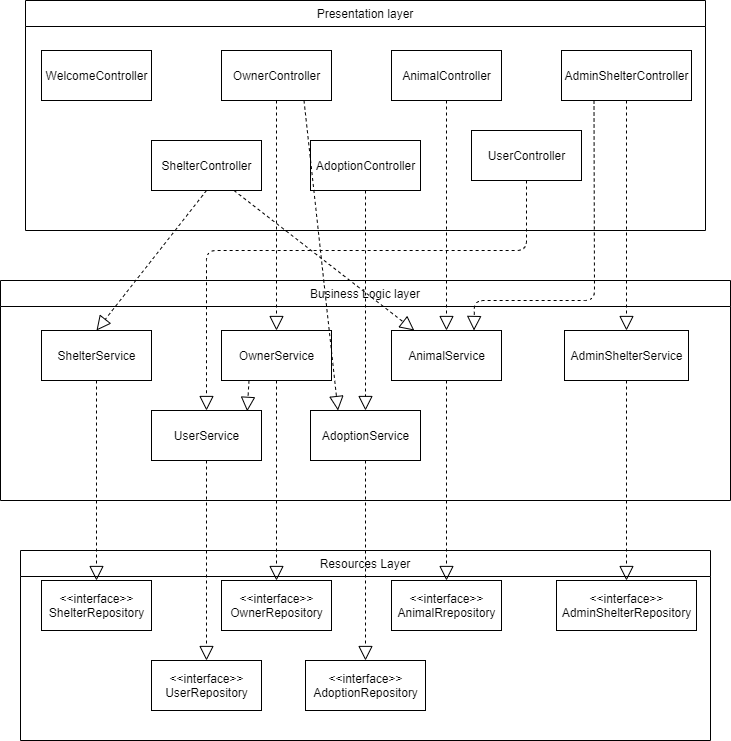 Presentation layer
WelcomeController
OwnerController
AnimalController
AdminShelterController
ShelterController
AdoptionController
UserController
Business Logic layer
ShelterService
OwnerService
AnimalService
AdminShelterService
UserService
AdoptionService
Resources Layer
<<interface>>
ShelterRepository
<<interface>>
OwnerRepository
<<interface>>
AnimalRrepository
<<interface>>
AdminShelterRepository
<<interface>>
UserRepository
<<interface>>
AdoptionRepository